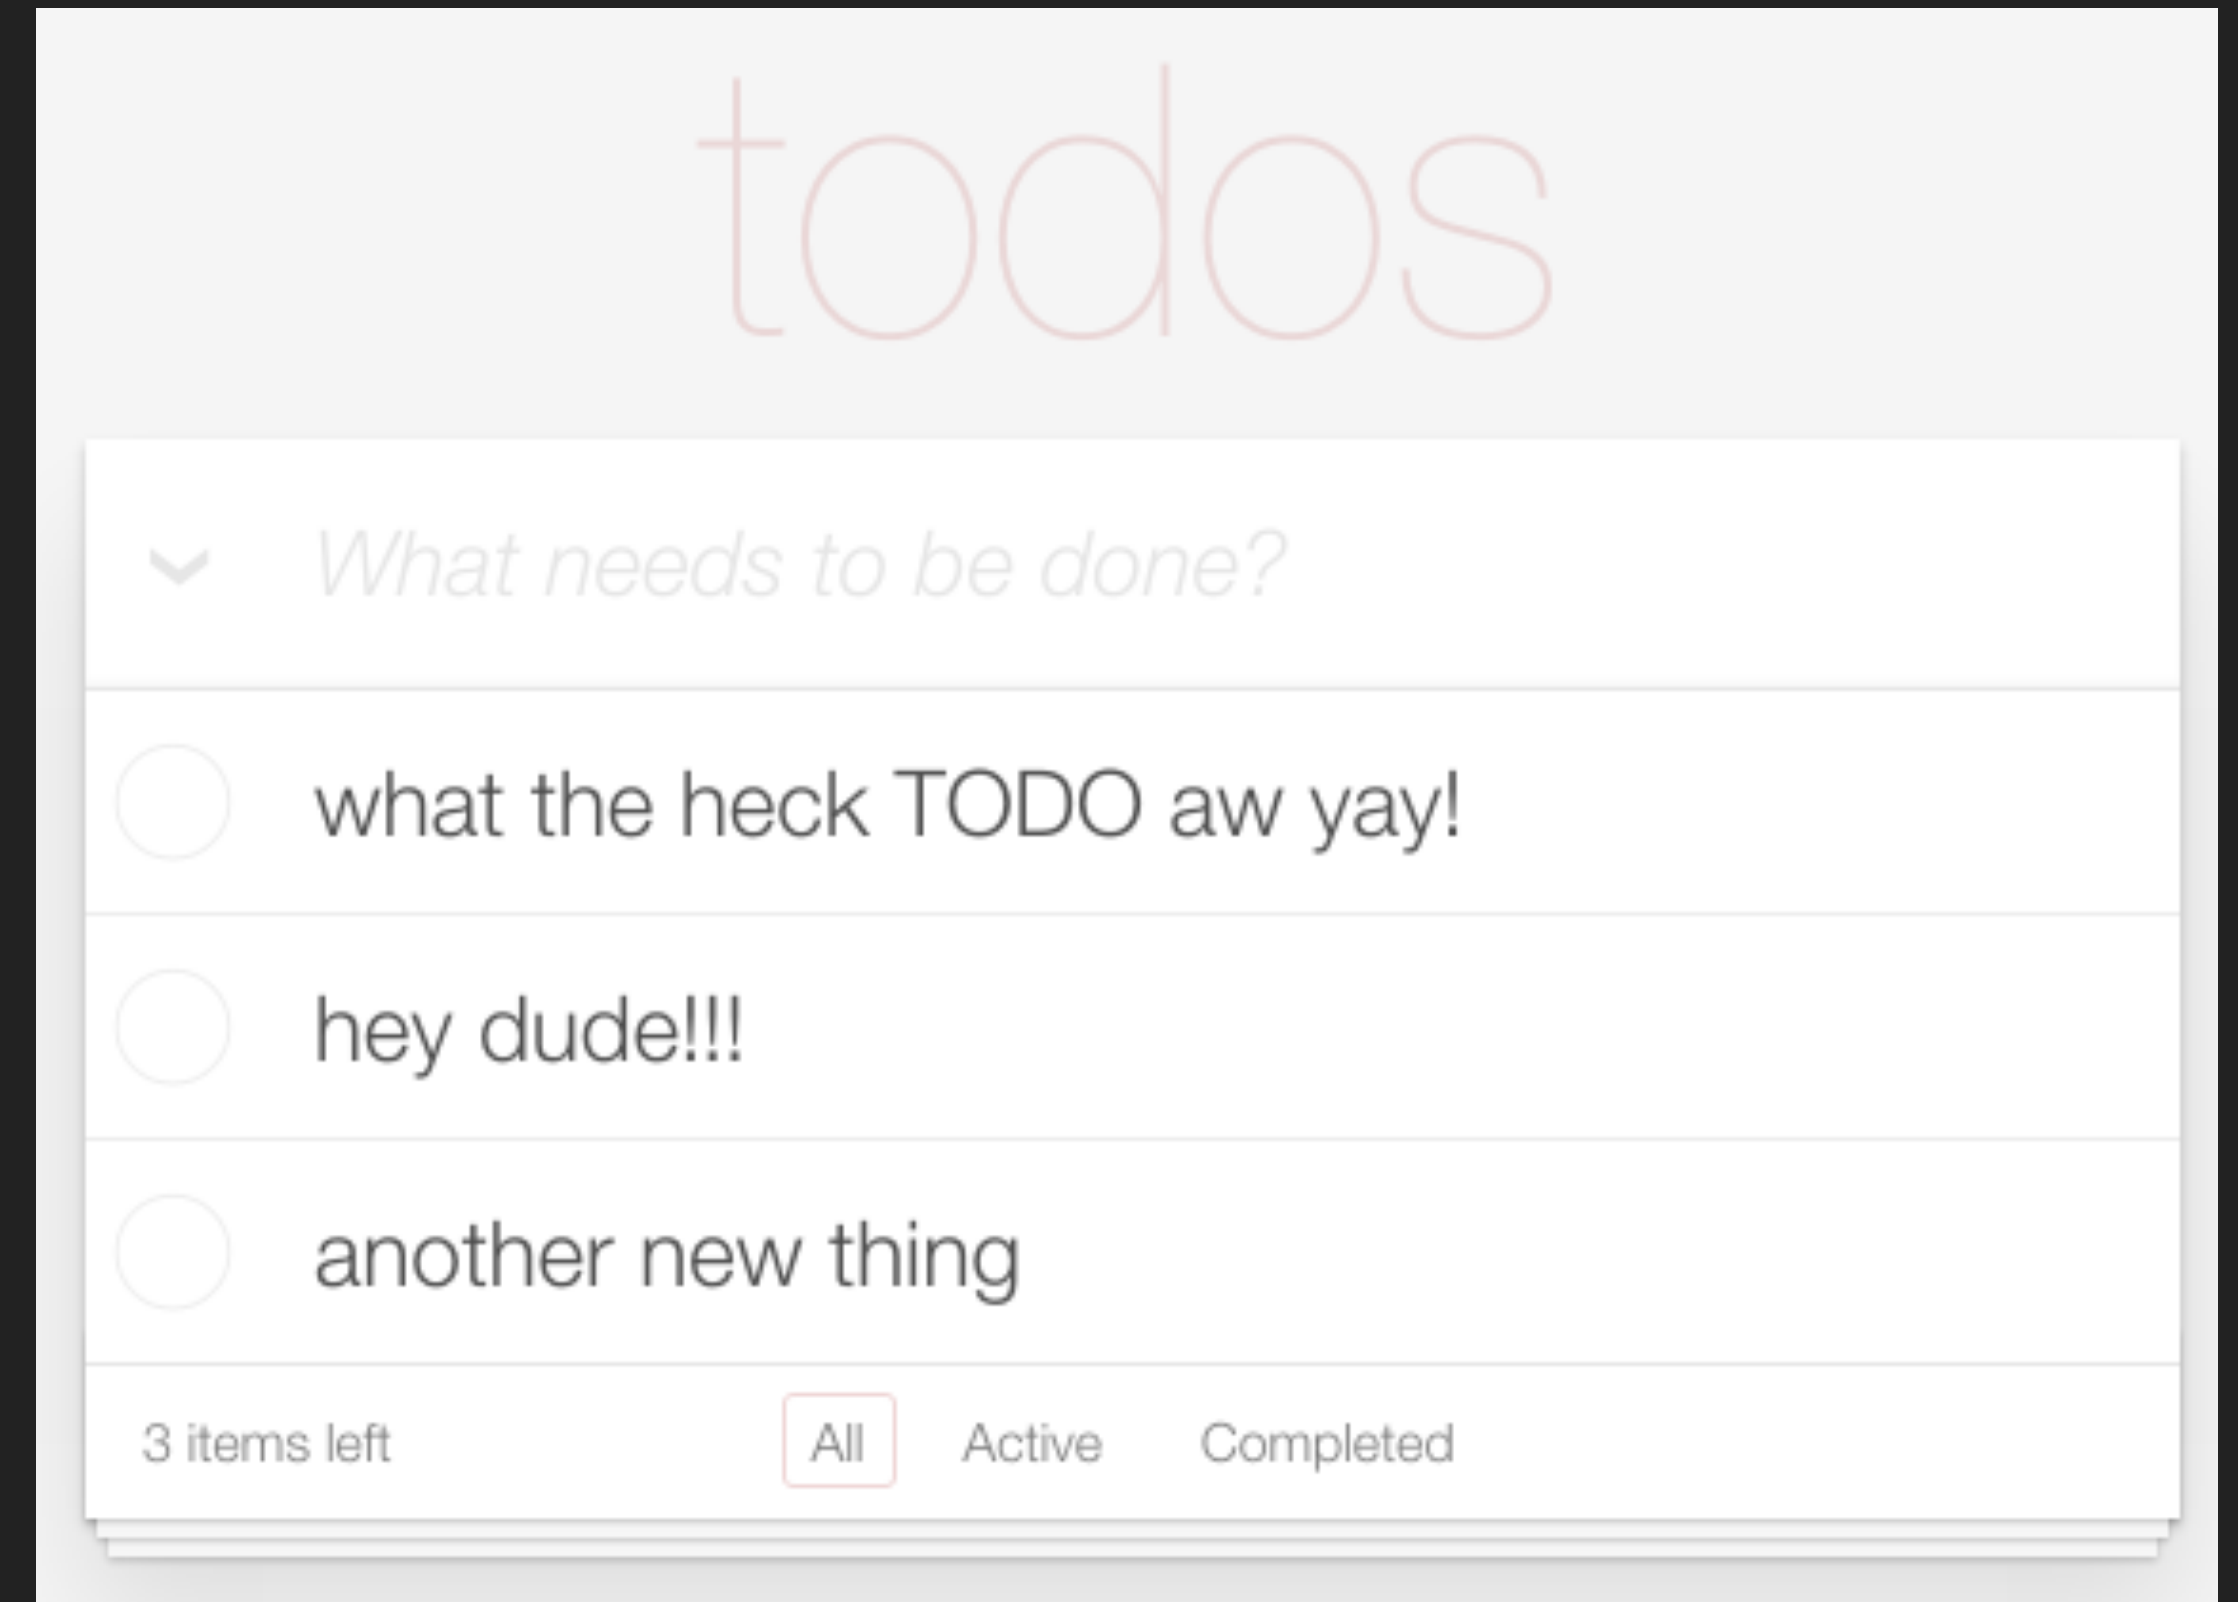 todos
What needs to be done?
what the heck TODO aw yay!
hey dude!!!
another new thing
3 items left All Active Completed